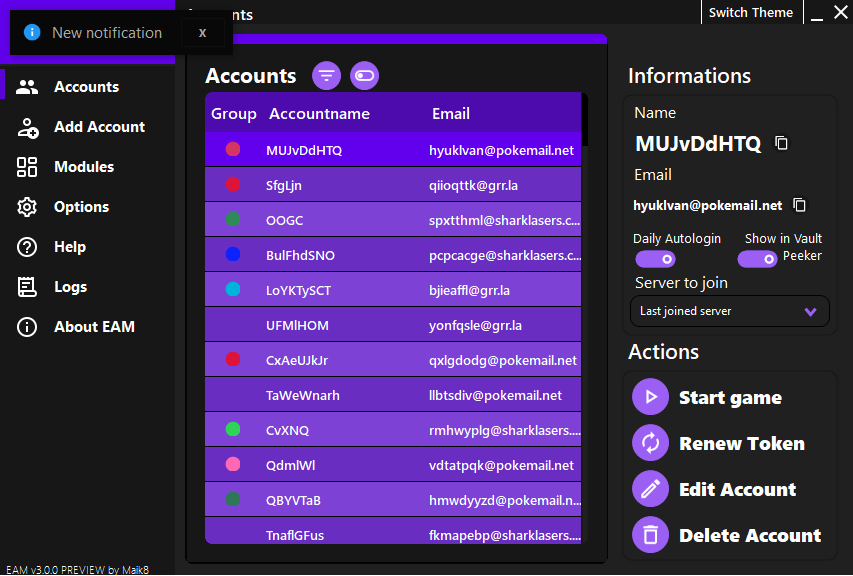 New notification x
nts
Switch Theme
Accounts
Add Account
Modules
Options
Help
Logs
About EAM
EAM v3.0.0 PREVIEW by Maik8
Accounts
Group Accountname Email
MUJvDdHTQ hyuklvan@pokemail.net
SfgLjn qiioqttk@grr.la
OOGC spxtthml@sharklasers.c...
BulFhdSNO pcpcacge@sharklasers.c...
LoYKTySCT bjieaffl@grr.la
UFMlHOM yonfqsle@grr.la
CxAeUJkJr qxlgdodg@pokemail.net
TaWeWnarh llbtsdiv@pokemail.net
CvXNQ rmhwyplg@sharklasers....
QdmlWl vdtatpqk@pokemail.net
QBYVTaB hmwdyyzd@pokemail.n...
TnaflGFus fkmapebp@sharklasers....
Informations
Name
MUJvDdHTQ
Email
hyuklvan@pokemail.net
Daily Autologin
Show in Vault
Peeker
Server to join
Last joined server
Actions
Start game
Renew Token
Edit Account
Delete Account